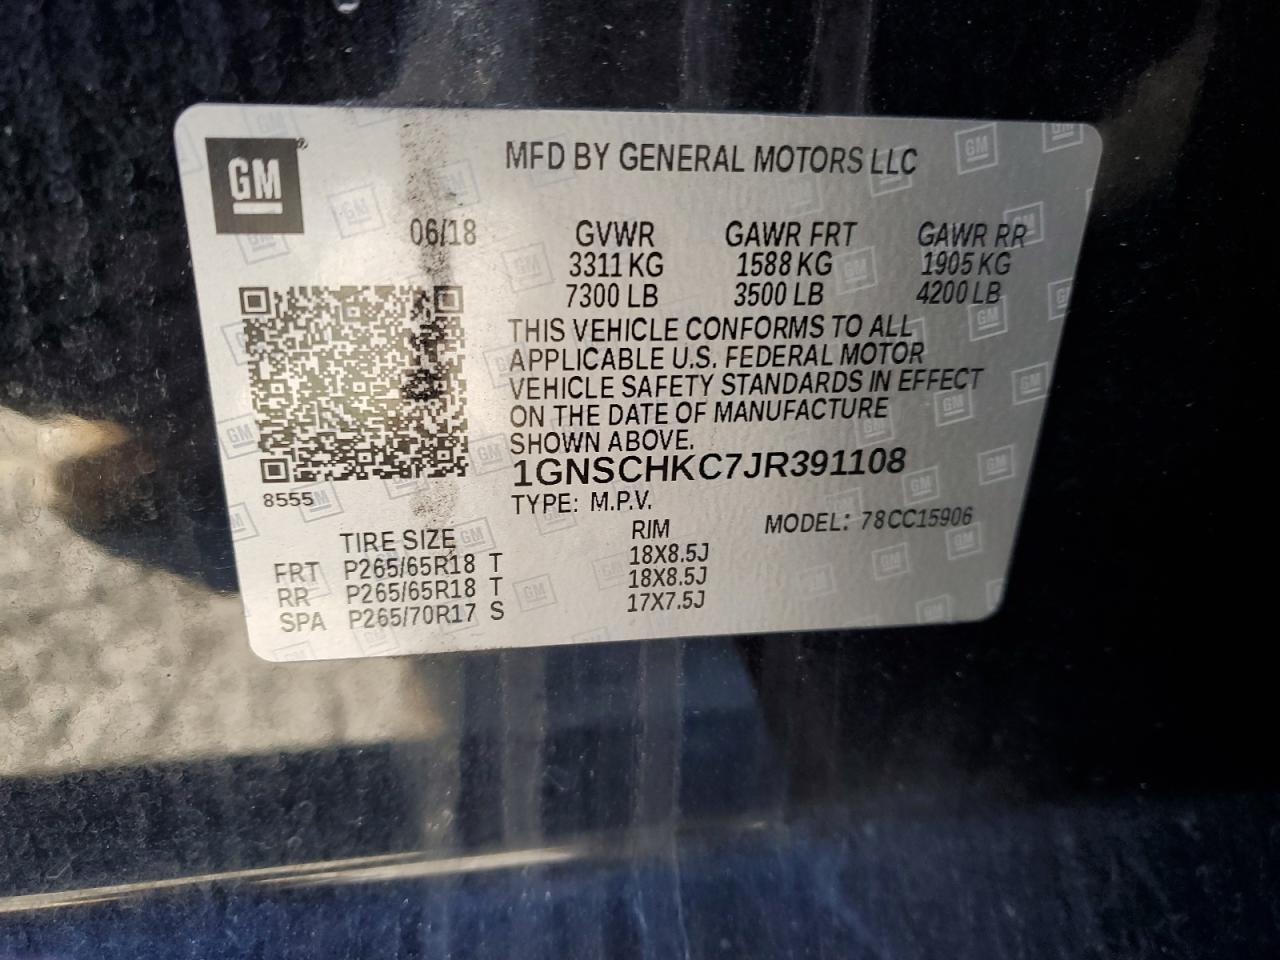 GM
MFD BY GENERAL MOTORS LLC
06/18 GVWR GAWR FRT GAWR RR
3311 KG 1588 KG 1905 KG
7300 LB 3500 LB 4200 LB
THIS VEHICLE CONFORMS TO ALL
APPLICABLE U.S. FEDERAL MOTOR
VEHICLE SAFETY STANDARDS IN EFFECT
ON THE DATE OF MANUFACTURE
SHOWN ABOVE.
1GNSCHKC7JR391108
8555
TYPE: M.P.V.
MODEL: 78CC15906
TIRE SIZE RIM
FRT P265/65R18 T 18X8.5J
RR P265/65R18 T 18X8.5J
SPA P265/70R17 S 17X7.5J